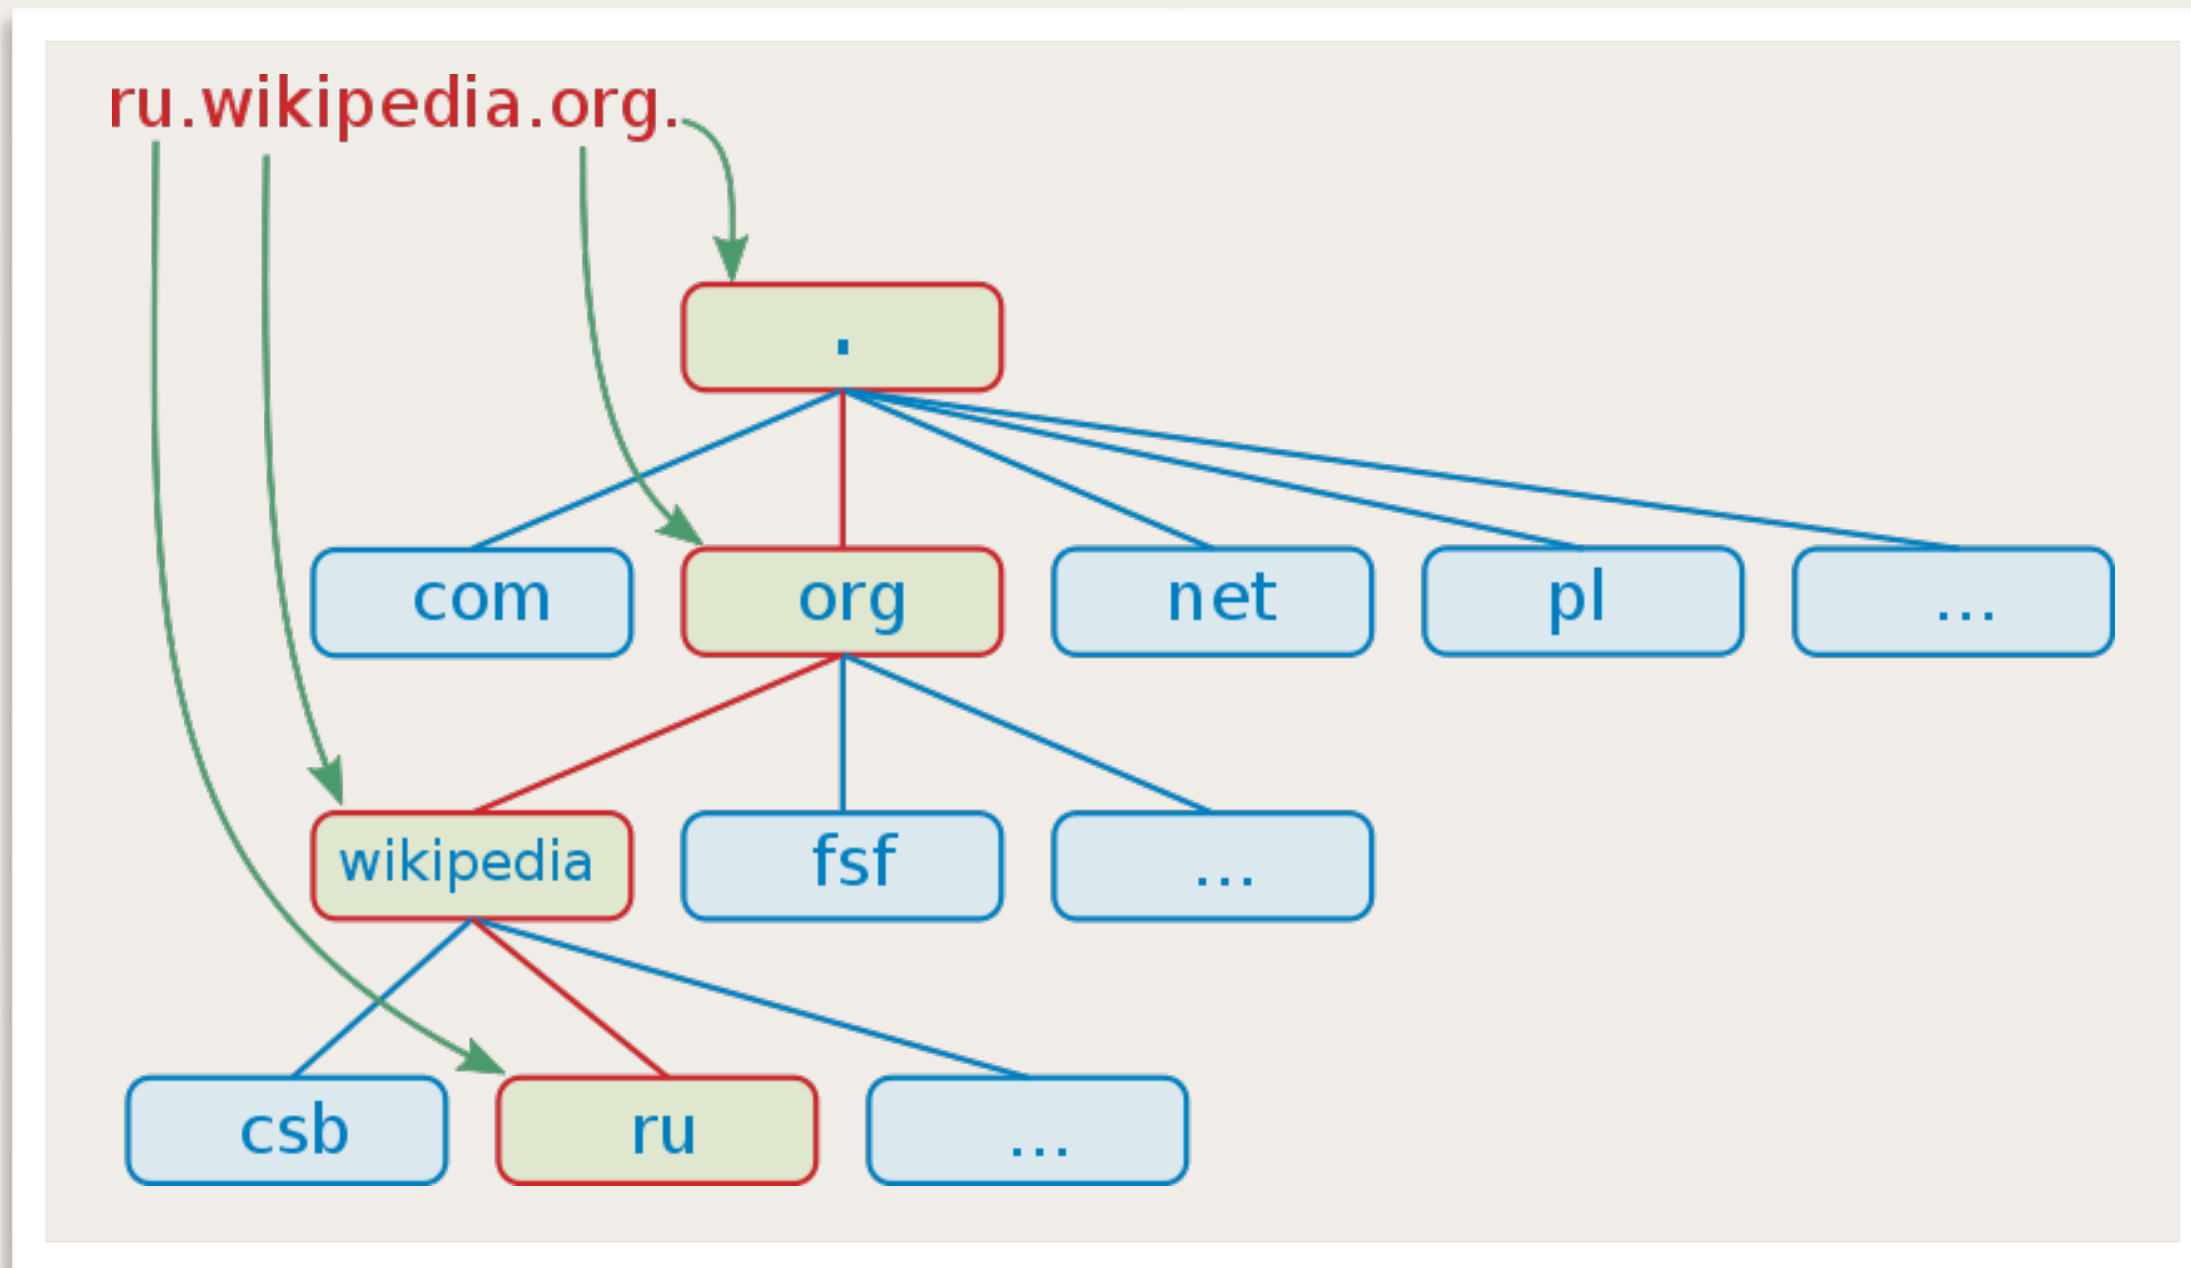 ru.wikipedia.org.
.
com org net pl ...
wikipedia fsf ...
csb ru ...